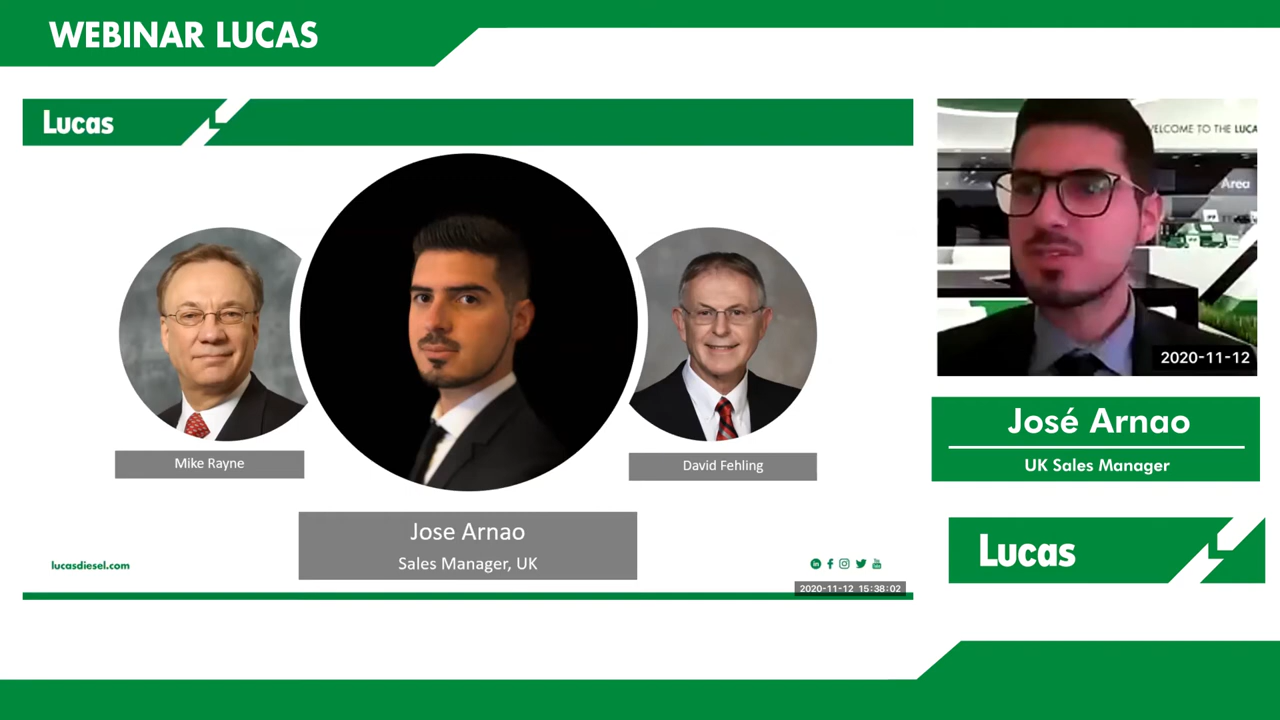 WEBINAR LUCAS
Lucas
Mike Rayne
David Fehling
Jose Arnao
Sales Manager, UK
lucasdiesel.com
2020-11-12 15:38:02
WELCOME TO THE LUCA
Area
2020-11-12
José Arnao
UK Sales Manager
Lucas